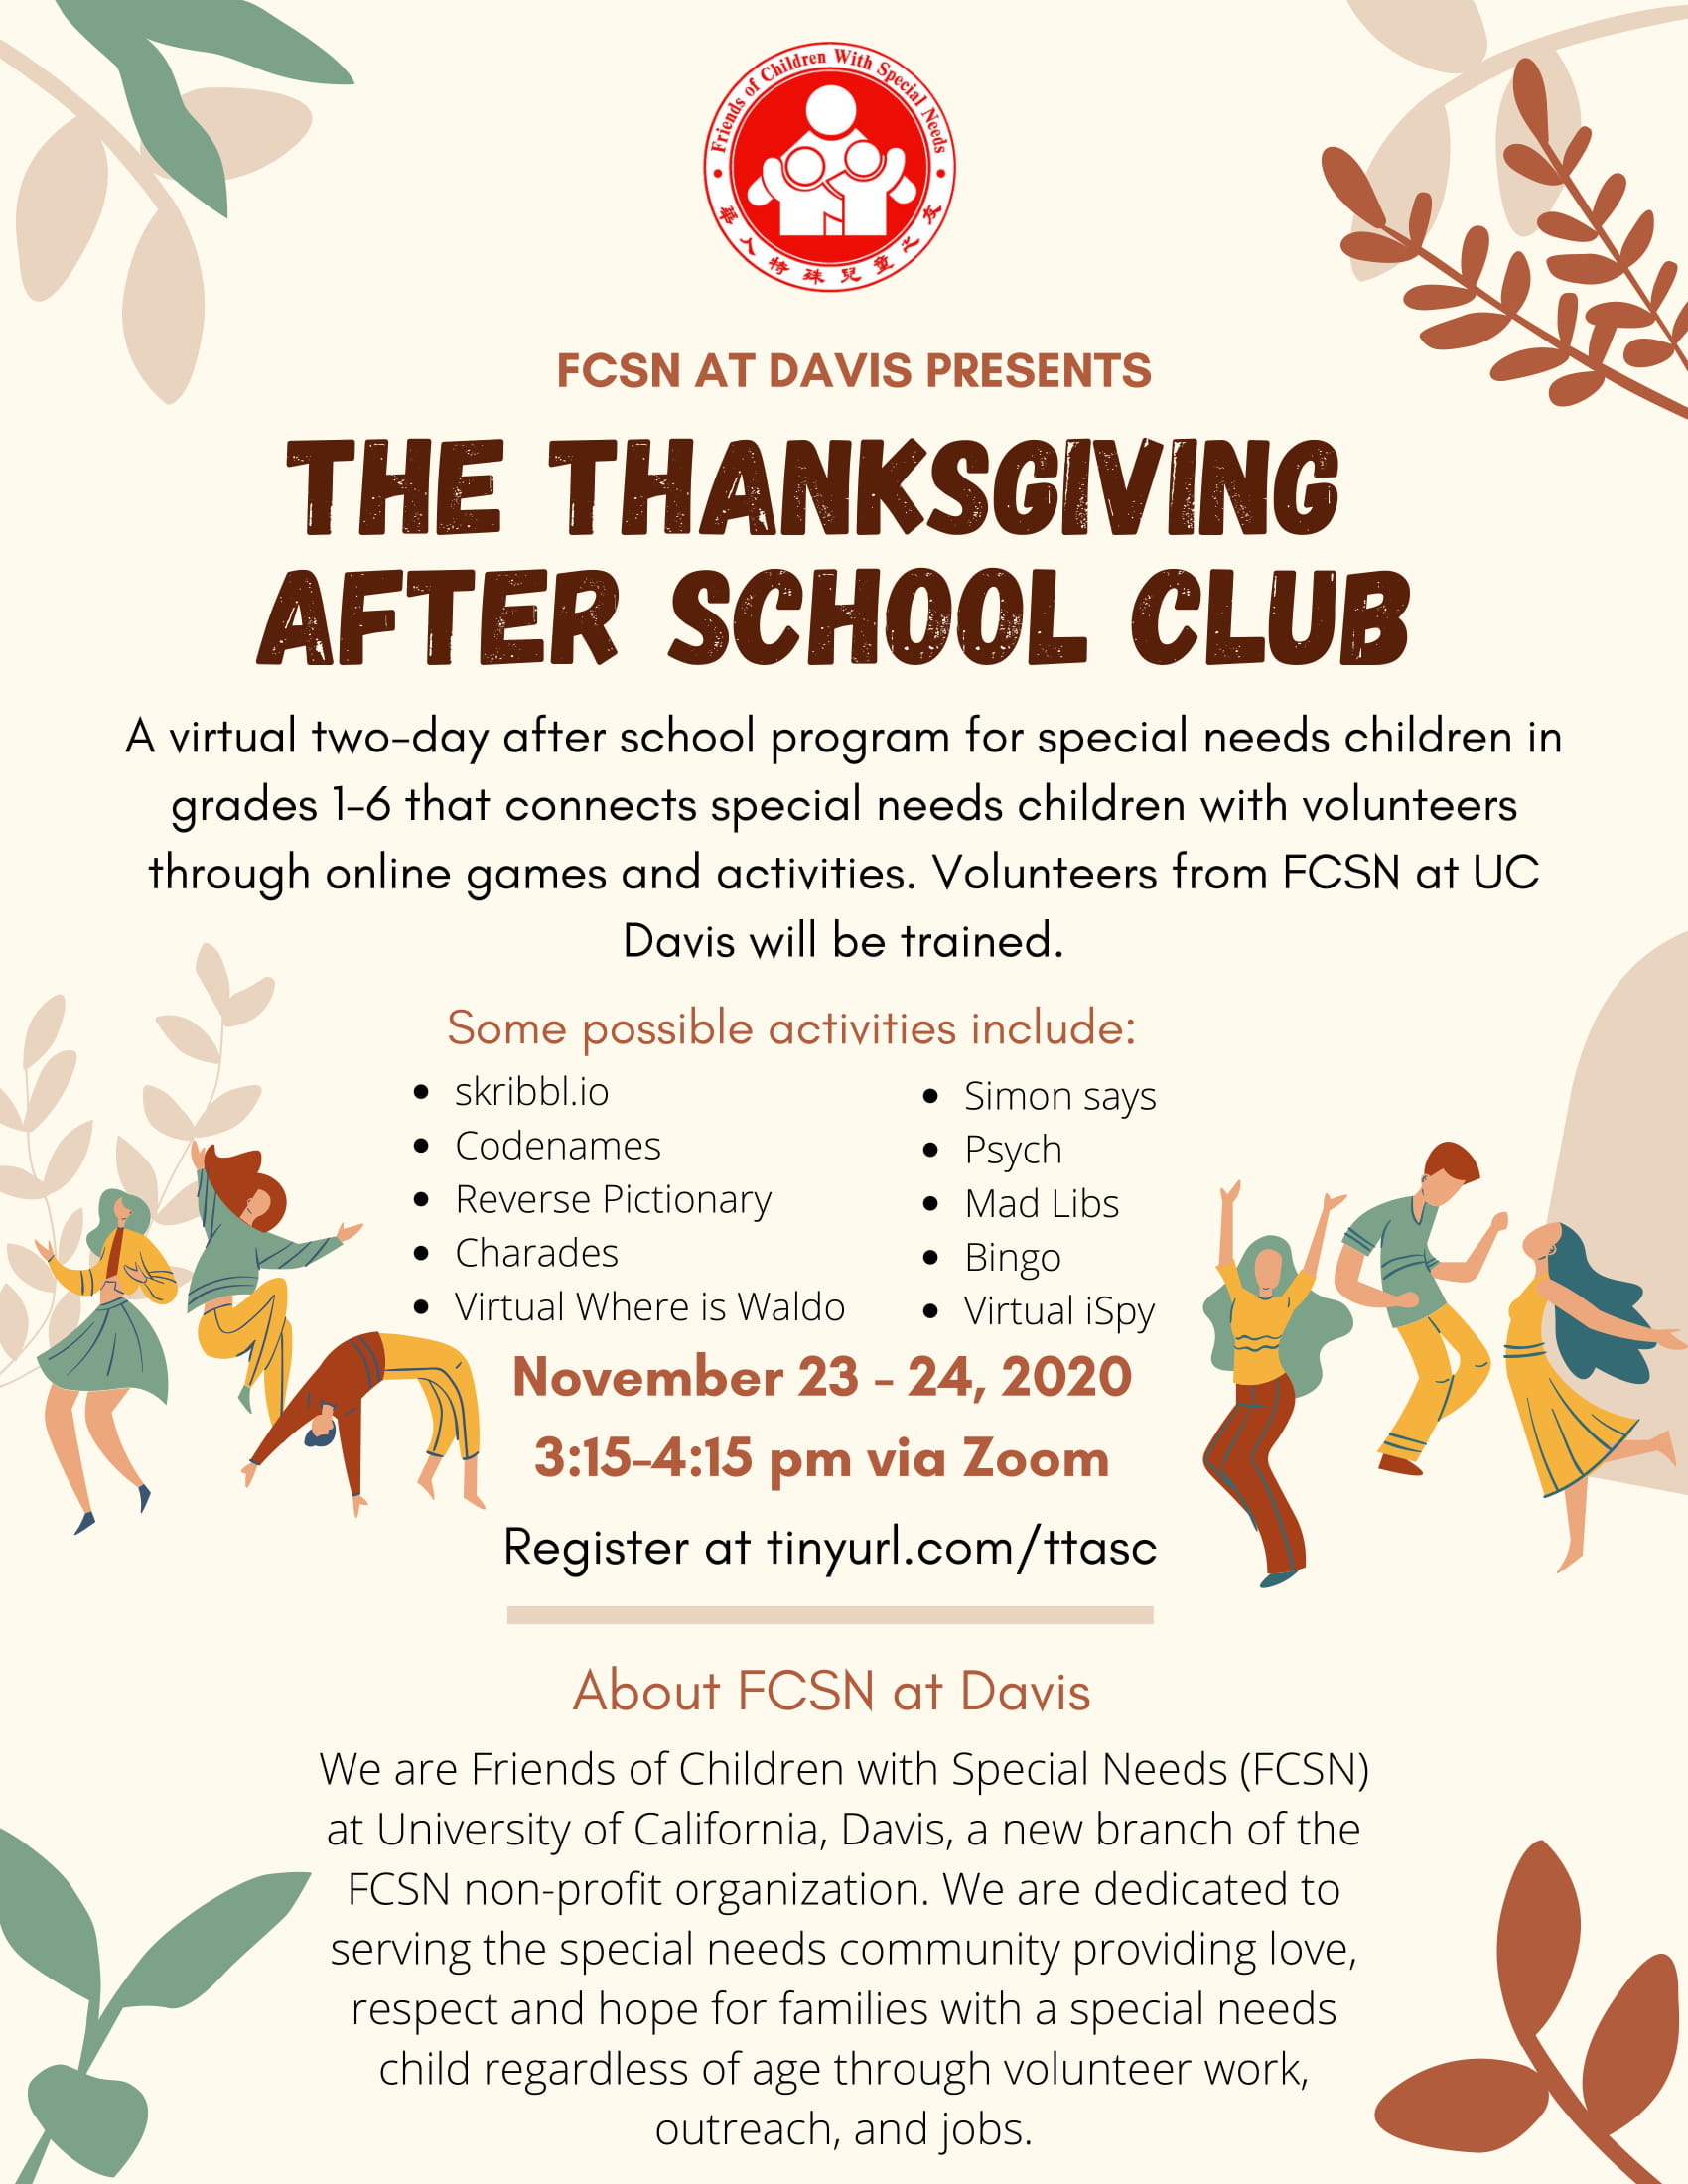 Friends of Children With Special Needs
華人特殊兒童之友
FCSN AT DAVIS PRESENTS
THE THANKSGIVING
AFTER SCHOOL CLUB
A virtual two-day after school program for special needs children in
grades 1-6 that connects special needs children with volunteers
through online games and activities. Volunteers from FCSN at UC
Davis will be trained.
Some possible activities include:
• skribbl.io
• Codenames
• Reverse Pictionary
• Charades
• Virtual Where is Waldo
• Simon says
• Psych
• Mad Libs
• Bingo
• Virtual iSpy
November 23 - 24, 2020
3:15-4:15 pm via Zoom
Register at tinyurl.com/ttasc
About FCSN at Davis
We are Friends of Children with Special Needs (FCSN)
at University of California, Davis, a new branch of the
FCSN non-profit organization. We are dedicated to
serving the special needs community providing love,
respect and hope for families with a special needs
child regardless of age through volunteer work,
outreach, and jobs.